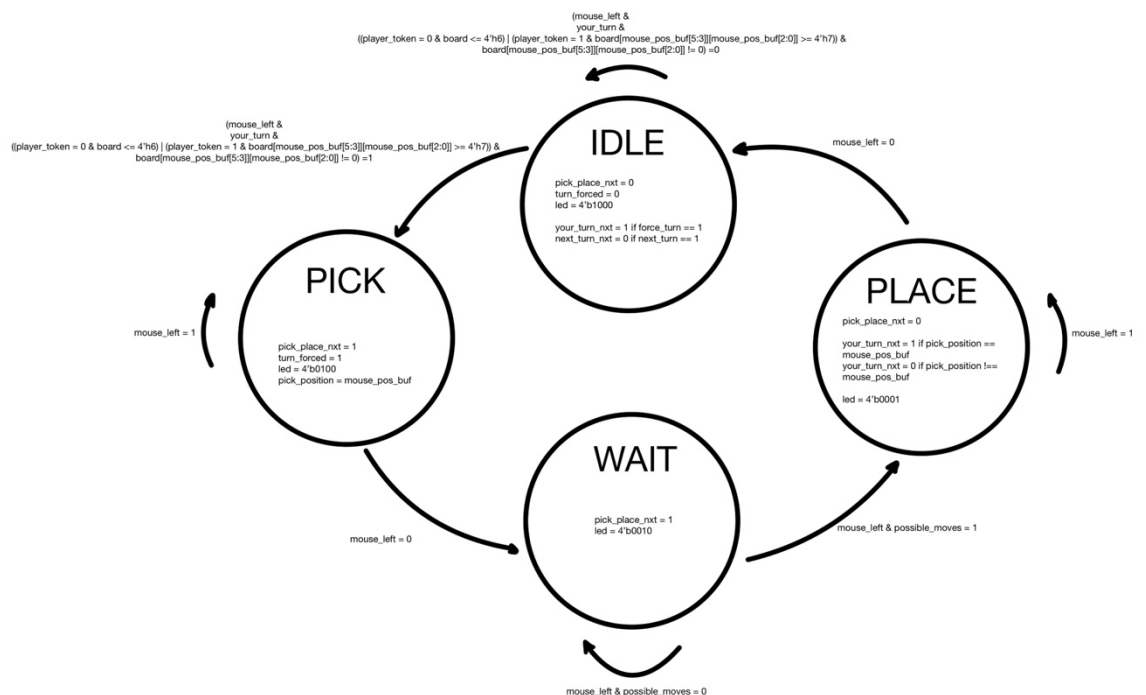 (mouse_left &
your_turn &
((player_token = 0 & board <= 4'h6) | (player_token = 1 & board[mouse_pos_buf[5:3]][mouse_pos_buf[2:0]] >= 4'h7)) &
board[mouse_pos_buf[5:3]][mouse_pos_buf[2:0]] != 0) =0
(mouse_left &
your_turn &
((player_token = 0 & board <= 4'h6) | (player_token = 1 & board[mouse_pos_buf[5:3]][mouse_pos_buf[2:0]] >= 4'h7)) &
board[mouse_pos_buf[5:3]][mouse_pos_buf[2:0]] != 0) =1
IDLE
pick_place_nxt = 0
turn_forced = 0
led = 4'b1000
your_turn_nxt = 1 if force_turn == 1
next_turn_nxt = 0 if next_turn == 1
mouse_left = 0
PICK
pick_place_nxt = 1
turn_forced = 1
led = 4'b0100
pick_position = mouse_pos_buf
mouse_left = 1
PLACE
pick_place_nxt = 0
your_turn_nxt = 1 if pick_position ==
mouse_pos_buf
your_turn_nxt = 0 if pick_position !==
mouse_pos_buf
led = 4'b0001
mouse_left = 1
WAIT
pick_place_nxt = 1
led = 4'b0010
mouse_left = 0
mouse_left & possible_moves = 1
mouse_left & possible_moves = 0